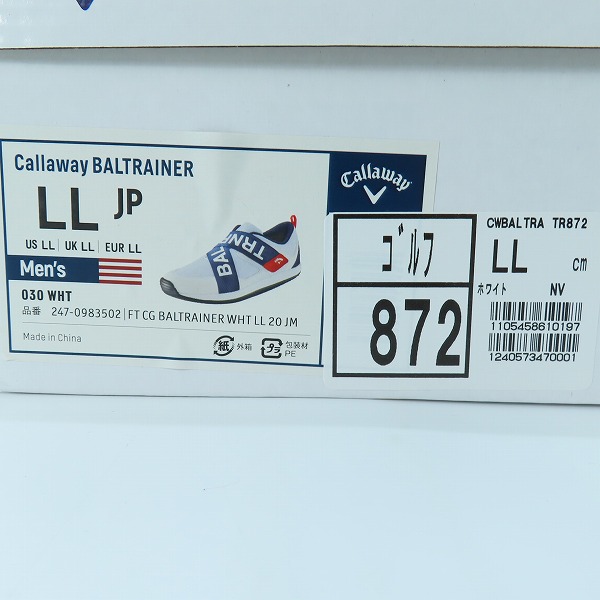 Callaway BALTRAINER
LL JP
US LL | UK LL | EUR LL
Men's
030 WHT
品番 247-0983502 | FT CG BALTRAINER WHT LL 20 JM
Made in China
紙 外箱 プラ 包装材 PE
BAL
TRNR
Callaway
ゴルフ
872
CWBALTRA TR872
LL cm
ホワイト NV
1105458610197
1240573470001